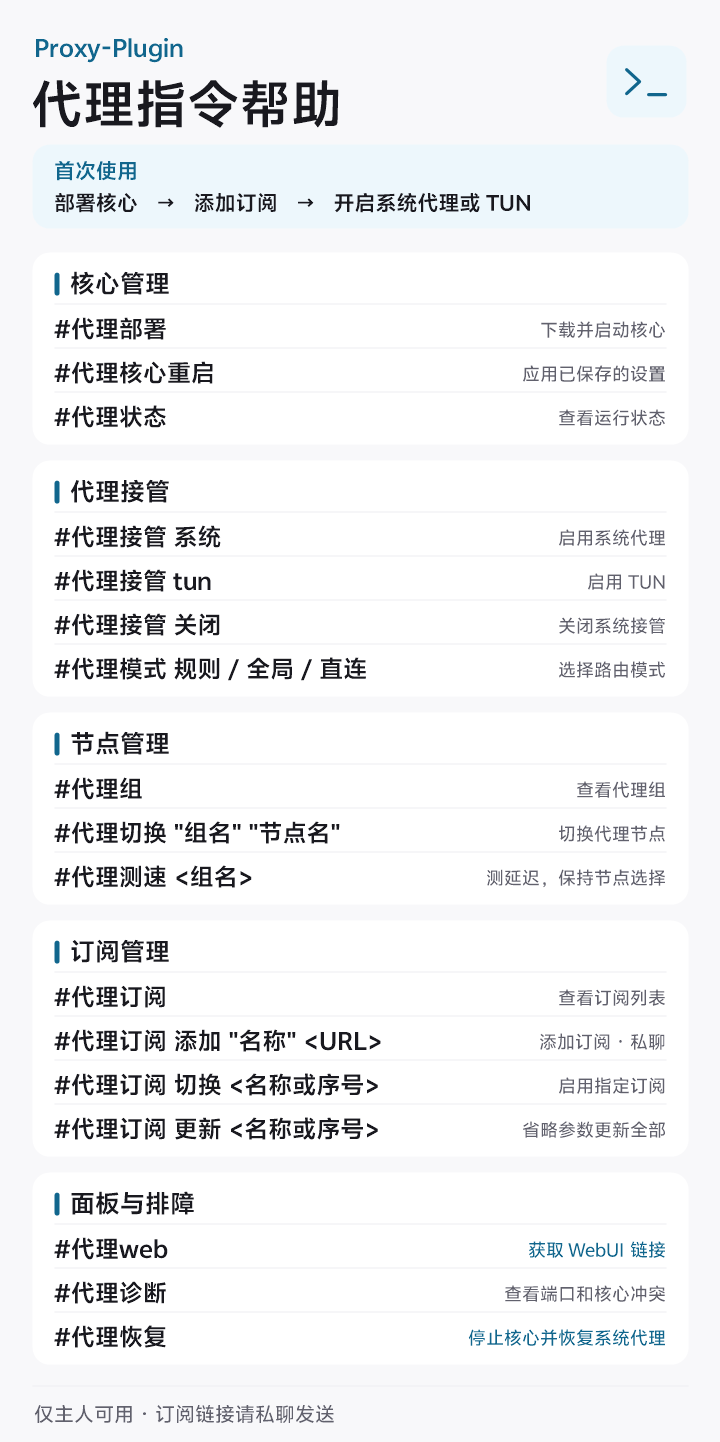 Proxy-Plugin
代理指令帮助
>_
首次使用
部署核心 → 添加订阅 → 开启系统代理或 TUN
核心管理
#代理部署 下载并启动核心
#代理核心重启 应用已保存的设置
#代理状态 查看运行状态
代理接管
#代理接管 系统 启用系统代理
#代理接管 tun 启用 TUN
#代理接管 关闭 关闭系统接管
#代理模式 规则 / 全局 / 直连 选择路由模式
节点管理
#代理组 查看代理组
#代理切换 "组名" "节点名" 切换代理节点
#代理测速 <组名> 测延迟，保持节点选择
订阅管理
#代理订阅 查看订阅列表
#代理订阅 添加 "名称" <URL> 添加订阅 · 私聊
#代理订阅 切换 <名称或序号> 启用指定订阅
#代理订阅 更新 <名称或序号> 省略参数更新全部
面板与排障
#代理web 获取 WebUI 链接
#代理诊断 查看端口和核心冲突
#代理恢复 停止核心并恢复系统代理
仅主人可用 · 订阅链接请私聊发送